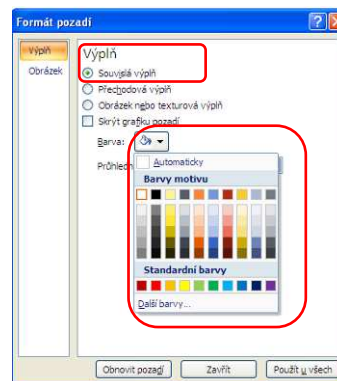 Formát pozadí
Výplň
Obrázek
Výplň
Souvislá výplň
Přechodová výplň
Obrázek nebo texturová výplň
Skrýt grafiku pozadí
Barva:
Průhledn
Automaticky
Barvy motivu
Standardní barvy
Další barvy...
Obnovit pozadí
Zavřít
Použít u všech